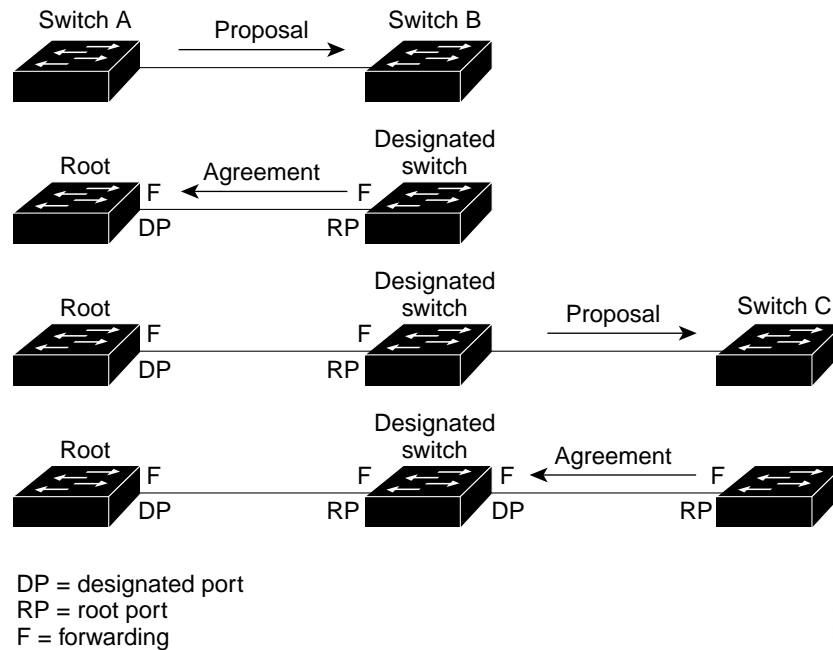 Switch A
Proposal
Switch B
Root
F
DP
Agreement
Designated
switch
F
RP
Root
F
DP
Designated
switch
F
RP
Proposal
Switch C
Root
F
DP
Designated
switch
F
RP
F
DP
Agreement
F
RP
DP = designated port
RP = root port
F = forwarding